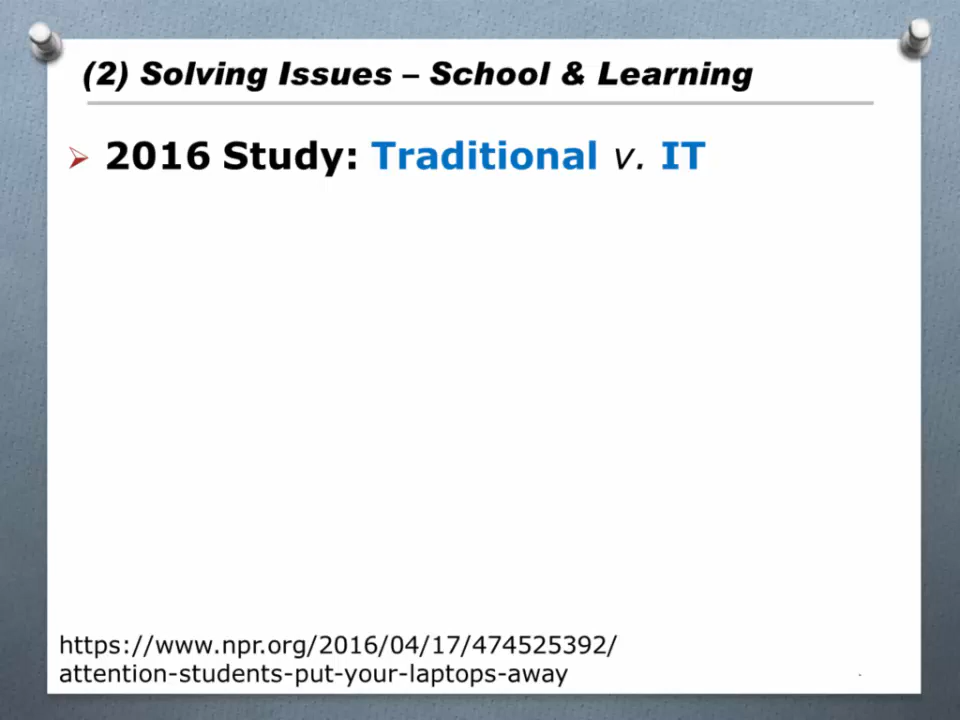 (2) Solving Issues – School & Learning
2016 Study: Traditional v. IT
https://www.npr.org/2016/04/17/474525392/
attention-students-put-your-laptops-away